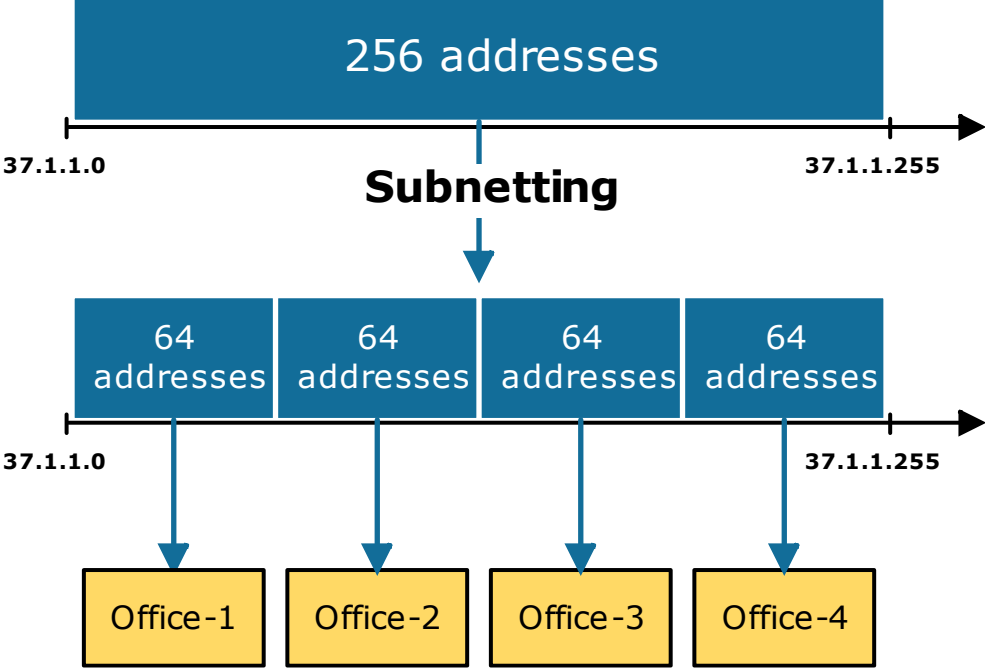 256 addresses
37.1.1.0
37.1.1.255
Subnetting
64
addresses
64
addresses
64
addresses
64
addresses
37.1.1.0
37.1.1.255
Office-1
Office-2
Office-3
Office-4